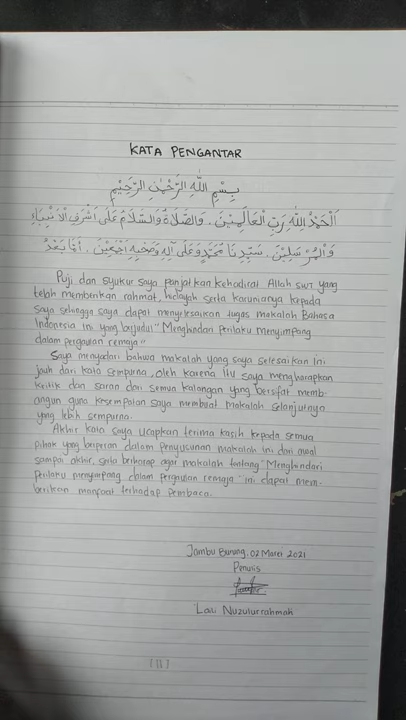 KATA PENGANTAR
بِسْمِ اللهِ الرَّحْمٰنِ الرَّحِيْمِ
اَلْحَمْدُ لِلّٰهِ رَبِّ الْعَالَمِيْنَ . وَالصَّلَاةُ وَالسَّلَامُ عَلَى اَشْرَفِ الْاَنْبِيَاءِ
وَالْمُرْسَلِيْنَ . سَيِّدِنَا مُحَمَّدٍ وَعَلَى اٰلِهِ وَصَحْبِهِ اَجْمَعِيْنَ . اَمَّا بَعْدُ
Puji dan syukur saya panjatkan kehadirat Allah swt yang
telah memberikan rahmat, hidayah serta karunianya kepada
saya sehingga saya dapat menyelesaikan tugas makalah Bahasa
Indonesia ini yang berjudul "Menghindari Perilaku menyimpang
dalam pergaulan remaja"
Saya menyadari bahwa makalah yang saya selesaikan ini
jauh dari kata sempurna, oleh karena itu saya mengharapkan
kritik dan saran dari semua kalangan yang bersifat memb-
angun guna kesempatan saya membuat makalah selanjutnya
yang lebih sempurna.
Akhir kata saya ucapkan terima kasih kepada semua
pihak yang berperan dalam penyusunan makalah ini dari awal
sampai akhir, serta berharap agar makalah tentang "Menghindari
perilaku menyimpang dalam pergaulan remaja" ini dapat mem-
berikan manfaat terhadap pembaca.
Jambu Burung, 02 Maret 2021
Penulis
Laili Nuzulurrahmah
[ ii ]